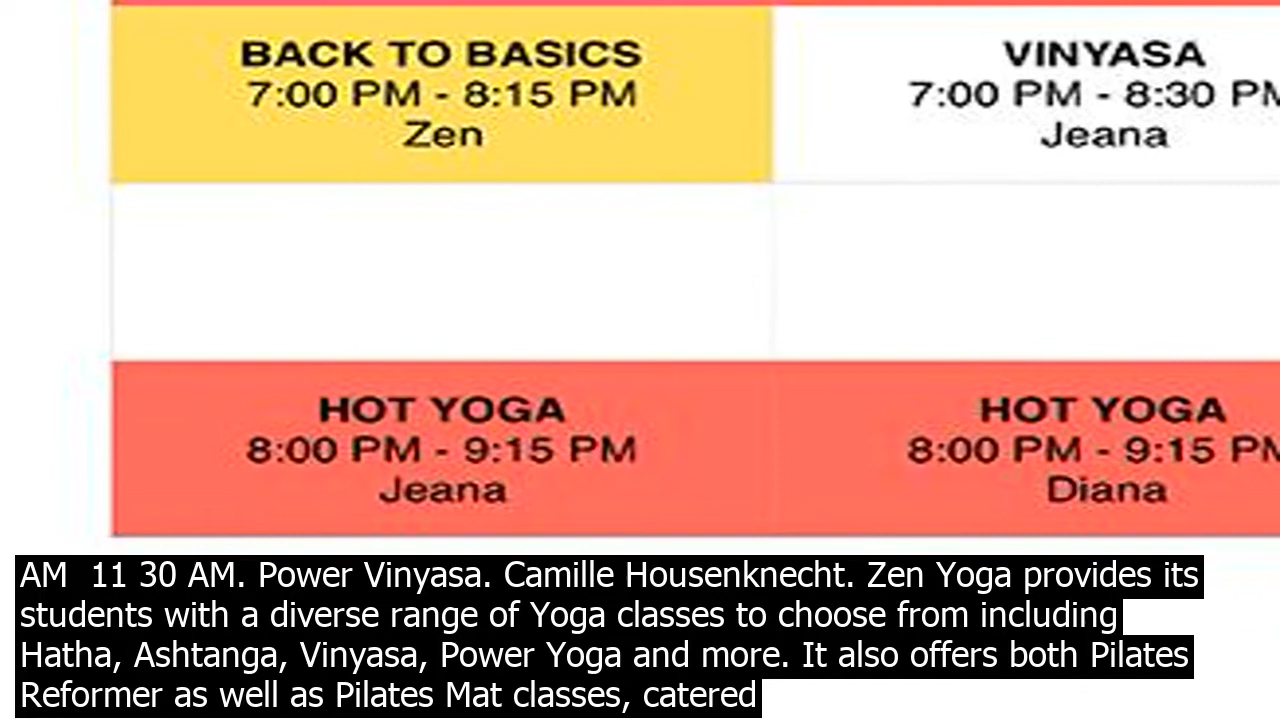 BACK TO BASICS
7:00 PM - 8:15 PM
Zen
VINYASA
7:00 PM - 8:30 PM
Jeana
HOT YOGA
8:00 PM - 9:15 PM
Jeana
HOT YOGA
8:00 PM - 9:15 PM
Diana
AM 11 30 AM. Power Vinyasa. Camille Housenknecht. Zen Yoga provides its
students with a diverse range of Yoga classes to choose from including
Hatha, Ashtanga, Vinyasa, Power Yoga and more. It also offers both Pilates
Reformer as well as Pilates Mat classes, catered